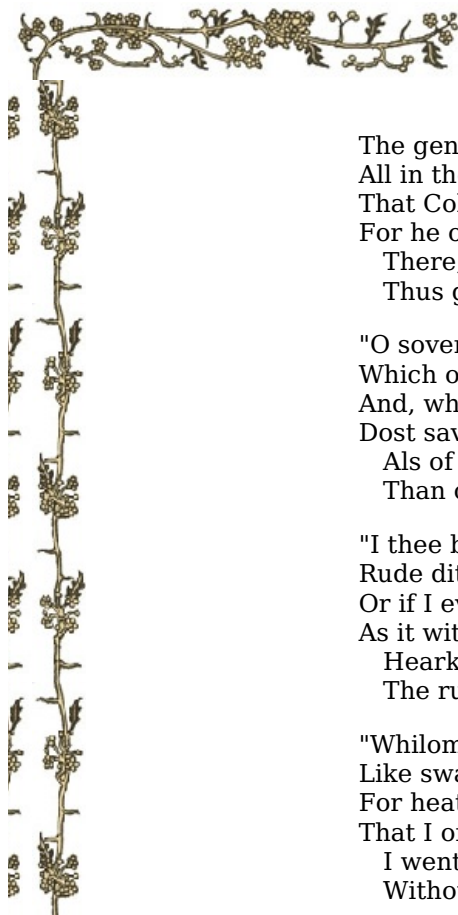 The gen
All in th
That Col
For he o
There,
Thus g
"O sover
Which o
And, wh
Dost sav
Als of
Than o
"I thee b
Rude dit
Or if I ev
As it wit
Heark
The ru
"Whilom
Like swa
For heat
That I o
I went
Withou